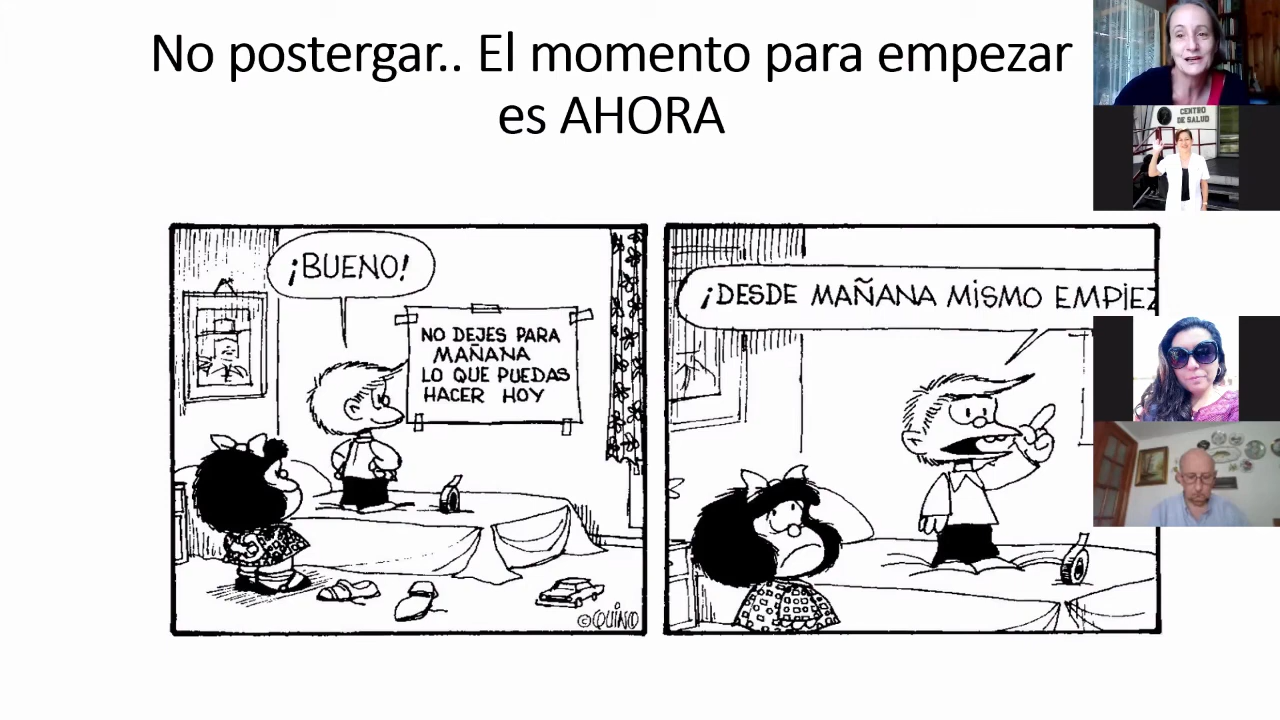 No postergar.. El momento para empezar
es AHORA
¡BUENO!
NO DEJES PARA
MAÑANA
LO QUE PUEDAS
HACER HOY
©QUINO
¡DESDE MAÑANA MISMO EMPIEZ
CENTRO
DE SALUD